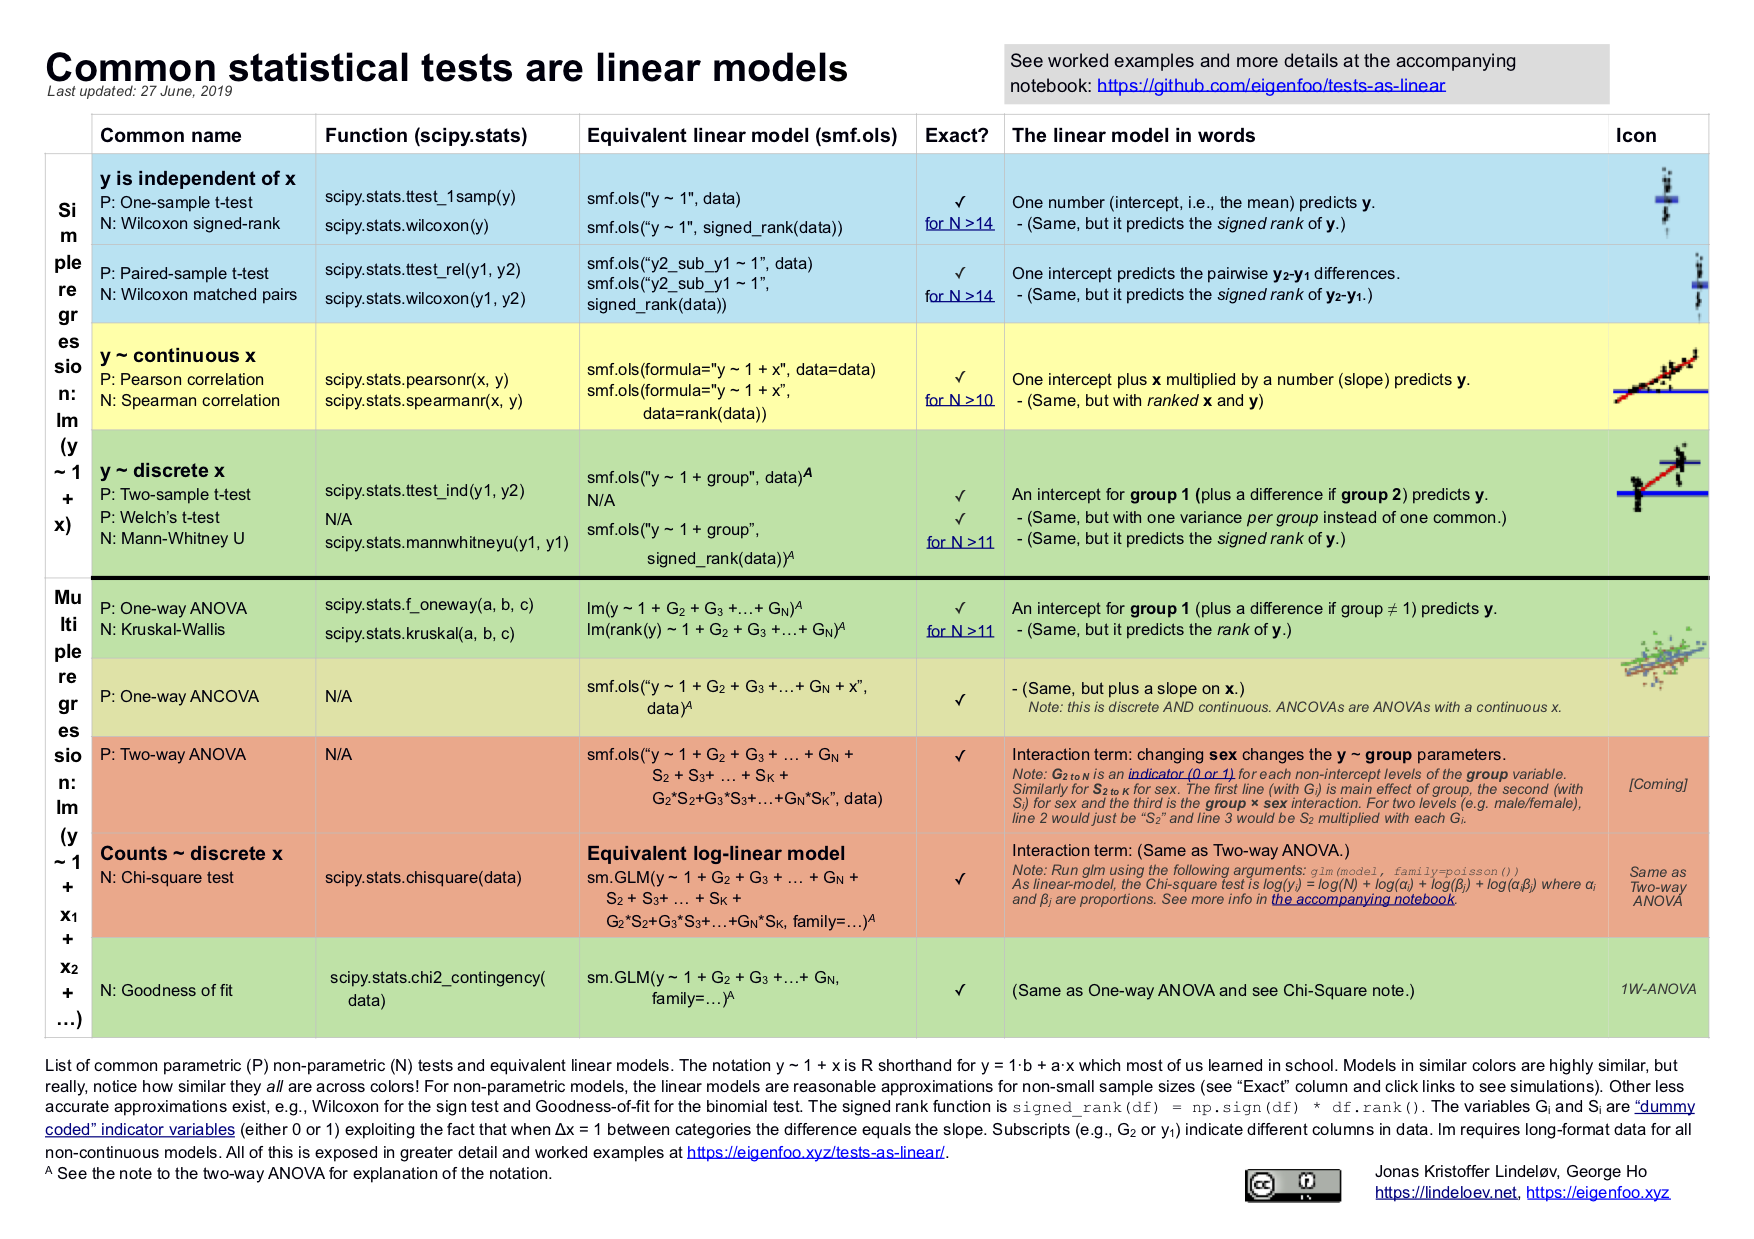 Common statistical tests are linear models
Last updated: 27 June, 2019
See worked examples and more details at the accompanying
notebook: https://github.com/eigenfoo/tests-as-linear
Common name
Function (scipy.stats)
Equivalent linear model (smf.ols)
Exact?
The linear model in words
Icon
Si
m
ple
re
gr
es
sio
n:
lm
(y
~ 1
+
x)
y is independent of x
P: One-sample t-test
N: Wilcoxon signed-rank
scipy.stats.ttest_1samp(y)
scipy.stats.wilcoxon(y)
smf.ols("y ~ 1", data)
smf.ols(“y ~ 1", signed_rank(data))
✓
for N >14
One number (intercept, i.e., the mean) predicts y.
- (Same, but it predicts the signed rank of y.)
P: Paired-sample t-test
N: Wilcoxon matched pairs
scipy.stats.ttest_rel(y1, y2)
scipy.stats.wilcoxon(y1, y2)
smf.ols(“y2_sub_y1 ~ 1”, data)
smf.ols(“y2_sub_y1 ~ 1”,
signed_rank(data))
✓
for N >14
One intercept predicts the pairwise y₂-y₁ differences.
- (Same, but it predicts the signed rank of y₂-y₁.)
y ~ continuous x
P: Pearson correlation
N: Spearman correlation
scipy.stats.pearsonr(x, y)
scipy.stats.spearmanr(x, y)
smf.ols(formula="y ~ 1 + x", data=data)
smf.ols(formula="y ~ 1 + x”,
data=rank(data))
✓
for N >10
One intercept plus x multiplied by a number (slope) predicts y.
- (Same, but with ranked x and y)
y ~ discrete x
P: Two-sample t-test
P: Welch’s t-test
N: Mann-Whitney U
scipy.stats.ttest_ind(y1, y2)
N/A
scipy.stats.mannwhitneyu(y1, y1)
smf.ols("y ~ 1 + group", data)ᴬ
N/A
smf.ols("y ~ 1 + group”,
signed_rank(data))ᴬ
✓
✓
for N >11
An intercept for group 1 (plus a difference if group 2) predicts y.
- (Same, but with one variance per group instead of one common.)
- (Same, but it predicts the signed rank of y.)
Mu
lti
ple
re
gr
es
sio
n:
lm
(y
~ 1
+
x₁
+
x₂
+
…)
P: One-way ANOVA
N: Kruskal-Wallis
scipy.stats.f_oneway(a, b, c)
scipy.stats.kruskal(a, b, c)
lm(y ~ 1 + G₂ + G₃ +…+ Gɴ)ᴬ
lm(rank(y) ~ 1 + G₂ + G₃ +…+ Gɴ)ᴬ
✓
for N >11
An intercept for group 1 (plus a difference if group ≠ 1) predicts y.
- (Same, but it predicts the rank of y.)
P: One-way ANCOVA
N/A
smf.ols(“y ~ 1 + G₂ + G₃ +…+ Gɴ + x”,
data)ᴬ
✓
- (Same, but plus a slope on x.)
Note: this is discrete AND continuous. ANCOVAs are ANOVAs with a continuous x.
P: Two-way ANOVA
N/A
smf.ols(“y ~ 1 + G₂ + G₃ + … + Gɴ +
S₂ + S₃+ … + Sᴋ +
G₂*S₂+G₃*S₃+…+Gɴ*Sᴋ”, data)
✓
Interaction term: changing sex changes the y ~ group parameters.
Note: G₂ ₜₒ ɴ is an indicator (0 or 1) for each non-intercept levels of the group variable.
Similarly for S₂ ₜₒ ᴋ for sex. The first line (with Gᵢ) is main effect of group, the second (with
Sᵢ) for sex and the third is the group × sex interaction. For two levels (e.g. male/female),
line 2 would just be “S₂” and line 3 would be S₂ multiplied with each Gᵢ.
[Coming]
Counts ~ discrete x
N: Chi-square test
scipy.stats.chisquare(data)
Equivalent log-linear model
sm.GLM(y ~ 1 + G₂ + G₃ + … + Gɴ +
S₂ + S₃+ … + Sᴋ +
G₂*S₂+G₃*S₃+…+Gɴ*Sᴋ, family=…)ᴬ
✓
Interaction term: (Same as Two-way ANOVA.)
Note: Run glm using the following arguments: glm(model, family=poisson())
As linear-model, the Chi-square test is log(yᵢ) = log(N) + log(αᵢ) + log(βⱼ) + log(αᵢβⱼ) where αᵢ
and βⱼ are proportions. See more info in the accompanying notebook.
Same as
Two-way
ANOVA
N: Goodness of fit
scipy.stats.chi2_contingency(
data)
sm.GLM(y ~ 1 + G₂ + G₃ +…+ Gɴ,
family=…)ᴬ
✓
(Same as One-way ANOVA and see Chi-Square note.)
1W-ANOVA
List of common parametric (P) non-parametric (N) tests and equivalent linear models. The notation y ~ 1 + x is R shorthand for y = 1·b + a·x which most of us learned in school. Models in similar colors are highly similar, but
really, notice how similar they all are across colors! For non-parametric models, the linear models are reasonable approximations for non-small sample sizes (see “Exact” column and click links to see simulations). Other less
accurate approximations exist, e.g., Wilcoxon for the sign test and Goodness-of-fit for the binomial test. The signed rank function is signed_rank(df) = np.sign(df) * df.rank(). The variables Gᵢ and Sᵢ are “dummy
coded” indicator variables (either 0 or 1) exploiting the fact that when Δx = 1 between categories the difference equals the slope. Subscripts (e.g., G₂ or y₁) indicate different columns in data. lm requires long-format data for all
non-continuous models. All of this is exposed in greater detail and worked examples at https://eigenfoo.xyz/tests-as-linear/.
ᴬ See the note to the two-way ANOVA for explanation of the notation.
cc
Jonas Kristoffer Lindeløv, George Ho
https://lindeloev.net, https://eigenfoo.xyz